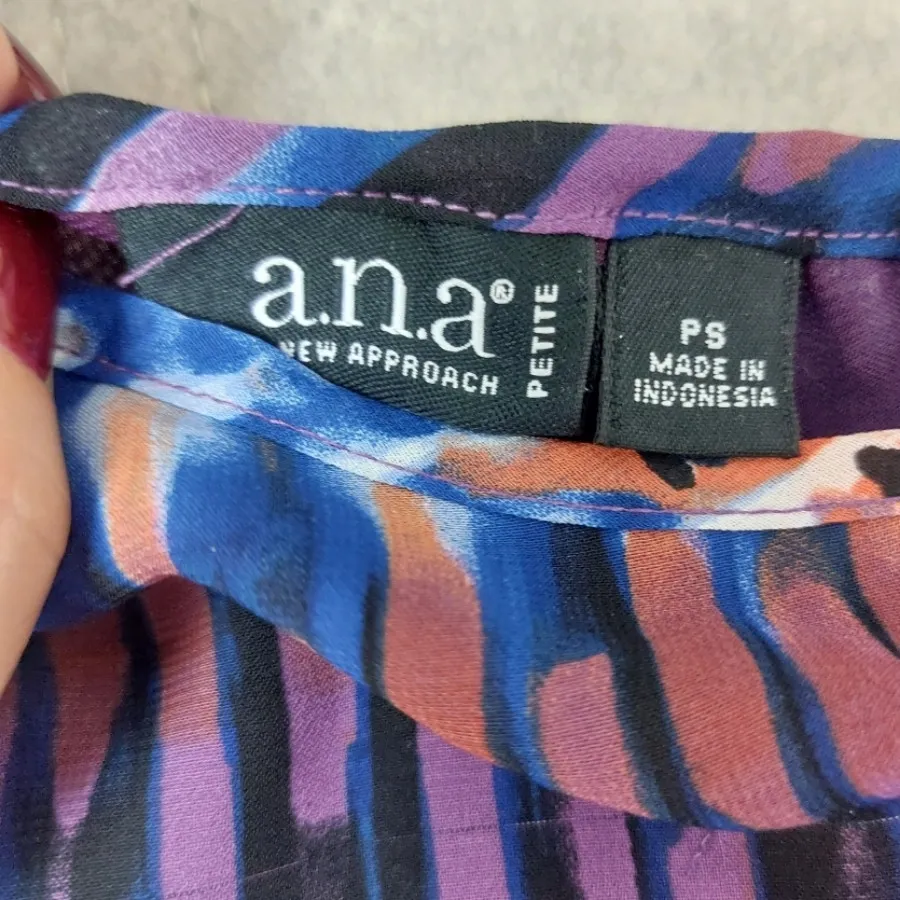 a.n.a®
NEW APPROACH
PETITE
PS
MADE IN
INDONESIA